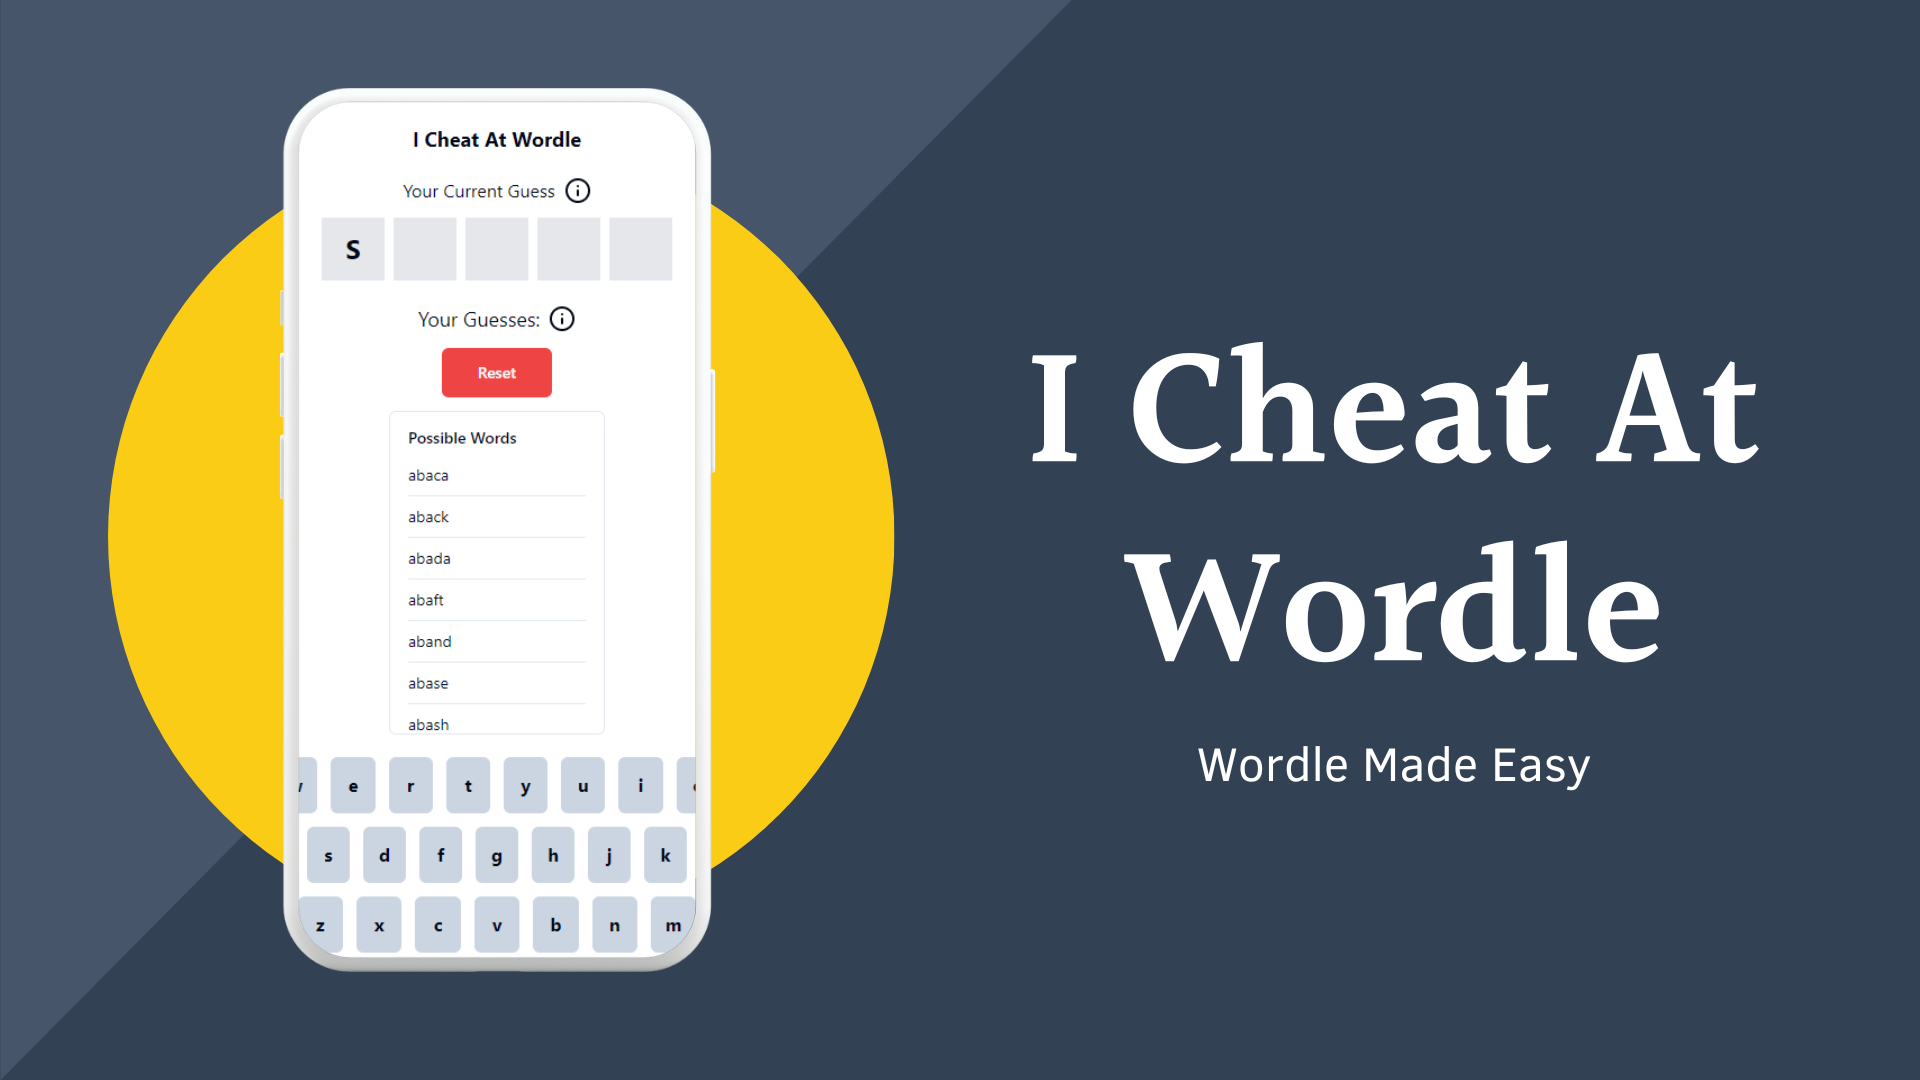 I Cheat At Wordle
Your Current Guess
S
Your Guesses:
Reset
Possible Words
abaca
aback
abada
abaft
aband
abase
abash
e r t y u i
s d f g h j k
z x c v b n m
I Cheat At
Wordle
Wordle Made Easy